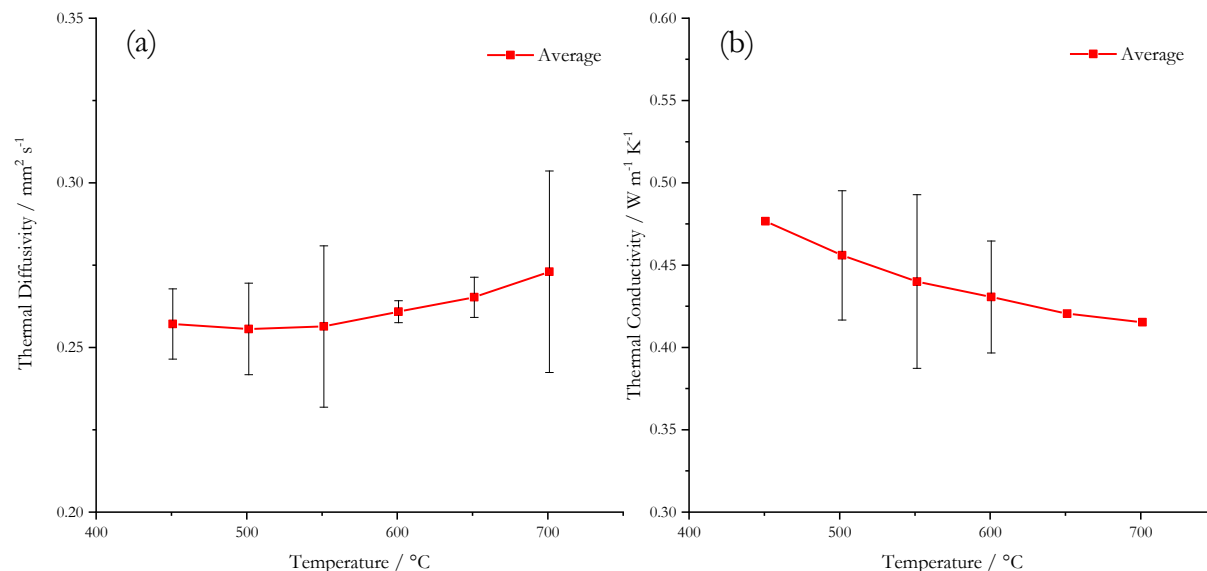 (a)
Average
Thermal Diffusivity / mm² s⁻¹
0.35
0.30
0.25
0.20
400 500 600 700
Temperature / °C
(b)
Average
Thermal Conductivity / W m⁻¹ K⁻¹
0.60
0.55
0.50
0.45
0.40
0.45
0.30
400 500 600 700
Temperature / °C